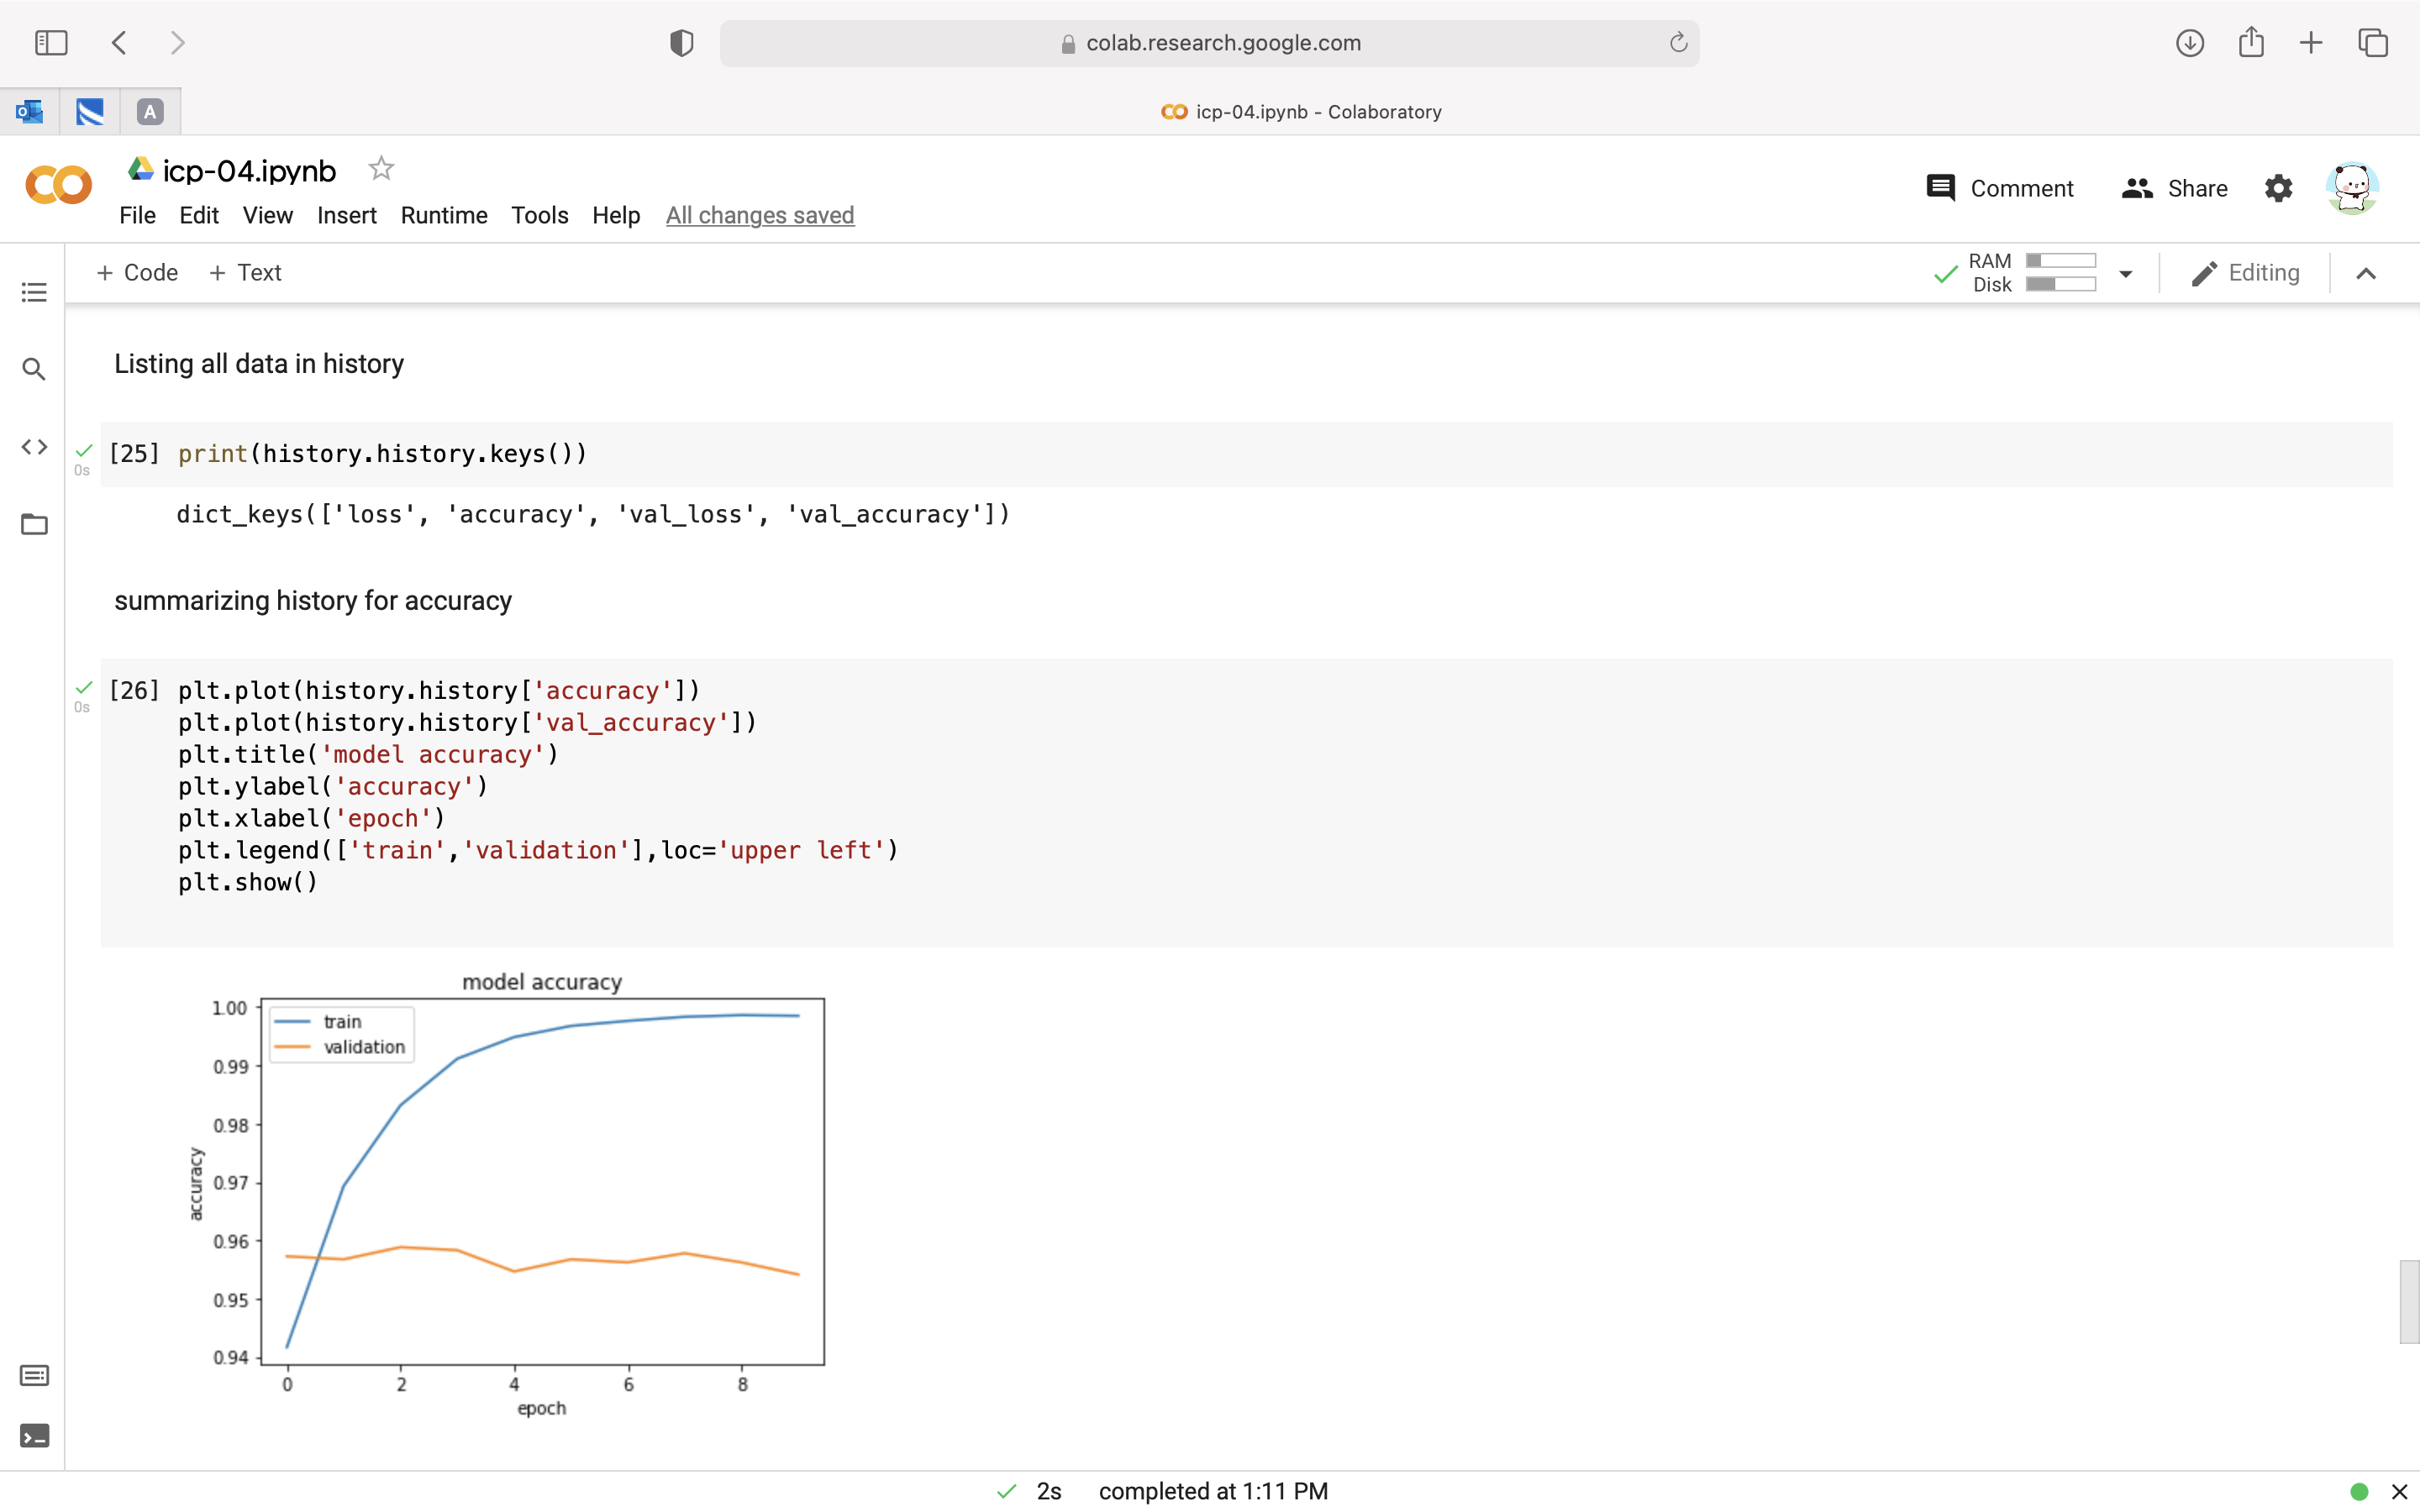 colab.research.google.com
A
icp-04.ipynb - Colaboratory
icp-04.ipynb
Comment
Share
File Edit View Insert Runtime Tools Help All changes saved
+ Code + Text
RAM
Disk
Editing
Listing all data in history
[25] print(history.history.keys())
0s
dict_keys(['loss', 'accuracy', 'val_loss', 'val_accuracy'])
summarizing history for accuracy
[26] plt.plot(history.history['accuracy'])
0s
plt.plot(history.history['val_accuracy'])
plt.title('model accuracy')
plt.ylabel('accuracy')
plt.xlabel('epoch')
plt.legend(['train','validation'],loc='upper left')
plt.show()
model accuracy
1.00
train
validation
0.99
0.98
0.97
accuracy
0.96
0.95
0.94
0 2 4 6 8
epoch
2s completed at 1:11 PM